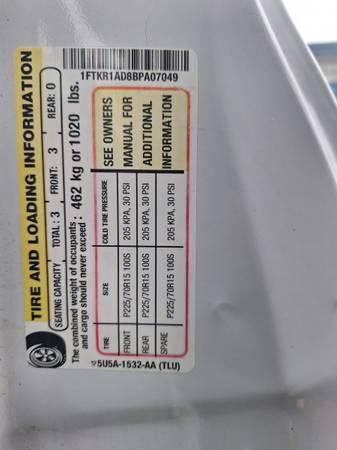 TIRE AND LOADING INFORMATION
SEATING CAPACITY TOTAL : 3 FRONT: 3 REAR: 0
The combined weight of occupants and cargo should never exceed : 462 kg or 1020 lbs.
TIRE SIZE COLD TIRE PRESSURE
FRONT P225/70R15 100S 205 KPA, 30 PSI
REAR P225/70R15 100S 205 KPA, 30 PSI
SPARE P225/70R15 100S 205 KPA, 30 PSI
SEE OWNERS
MANUAL FOR
ADDITIONAL
INFORMATION
5U5A-1532-AA (TLU)
1FTKR1AD8BPA07049